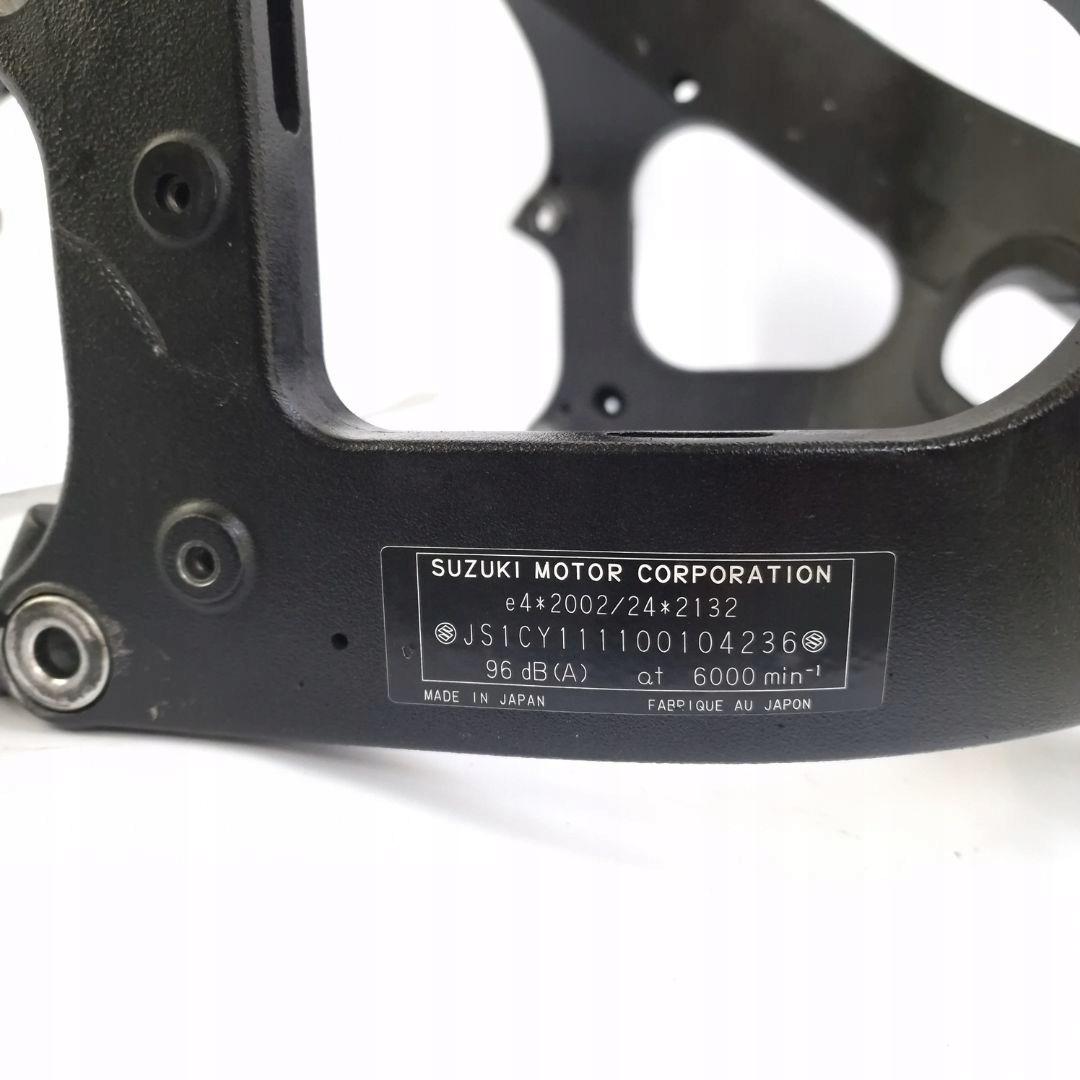 SUZUKI MOTOR CORPORATION
e4*2002/24*2132
JS1CY111100104236
96 dB(A) at 6000 min⁻¹
MADE IN JAPAN FABRIQUE AU JAPON